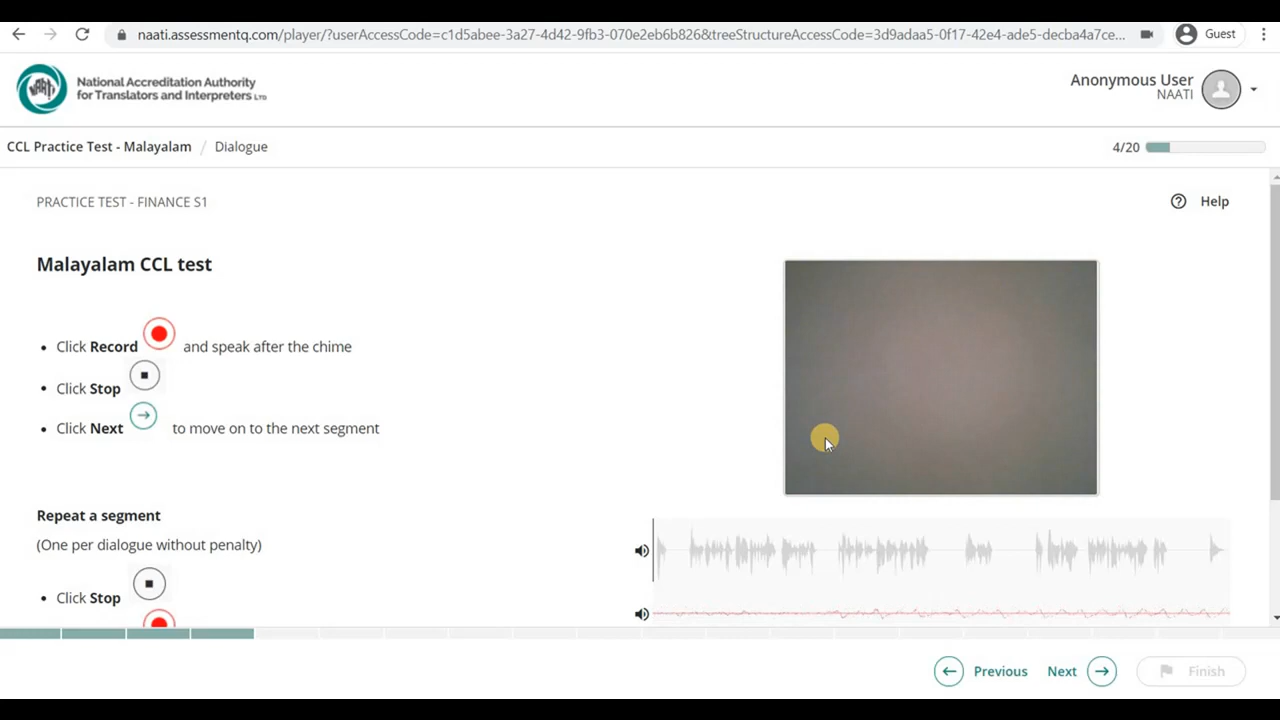 naati.assessmentq.com/player/?userAccessCode=c1d5abee-3a27-4d42-9fb3-070e2eb6b826&treeStructureAccessCode=3d9adaa5-0f17-42e4-ade5-decba4a7ce...
Guest
NAATI
National Accreditation Authority
for Translators and Interpreters LTD
Anonymous User
NAATI
CCL Practice Test - Malayalam / Dialogue
4/20
PRACTICE TEST - FINANCE S1
Help
Malayalam CCL test
• Click Record and speak after the chime
• Click Stop
• Click Next to move on to the next segment
Repeat a segment
(One per dialogue without penalty)
• Click Stop
Previous
Next
Finish